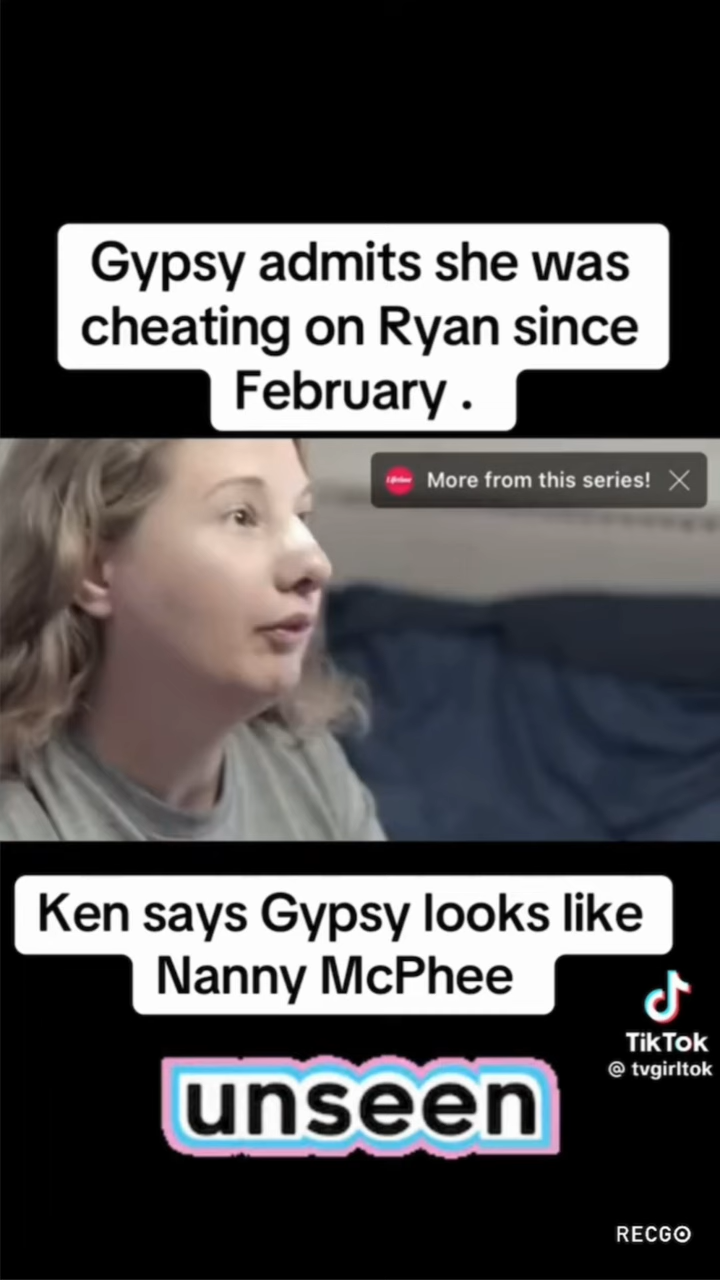 Gypsy admits she was
cheating on Ryan since
February .
Lifetime More from this series!
Ken says Gypsy looks like
Nanny McPhee
TikTok
@ tvgirltok
unseen
RECGO